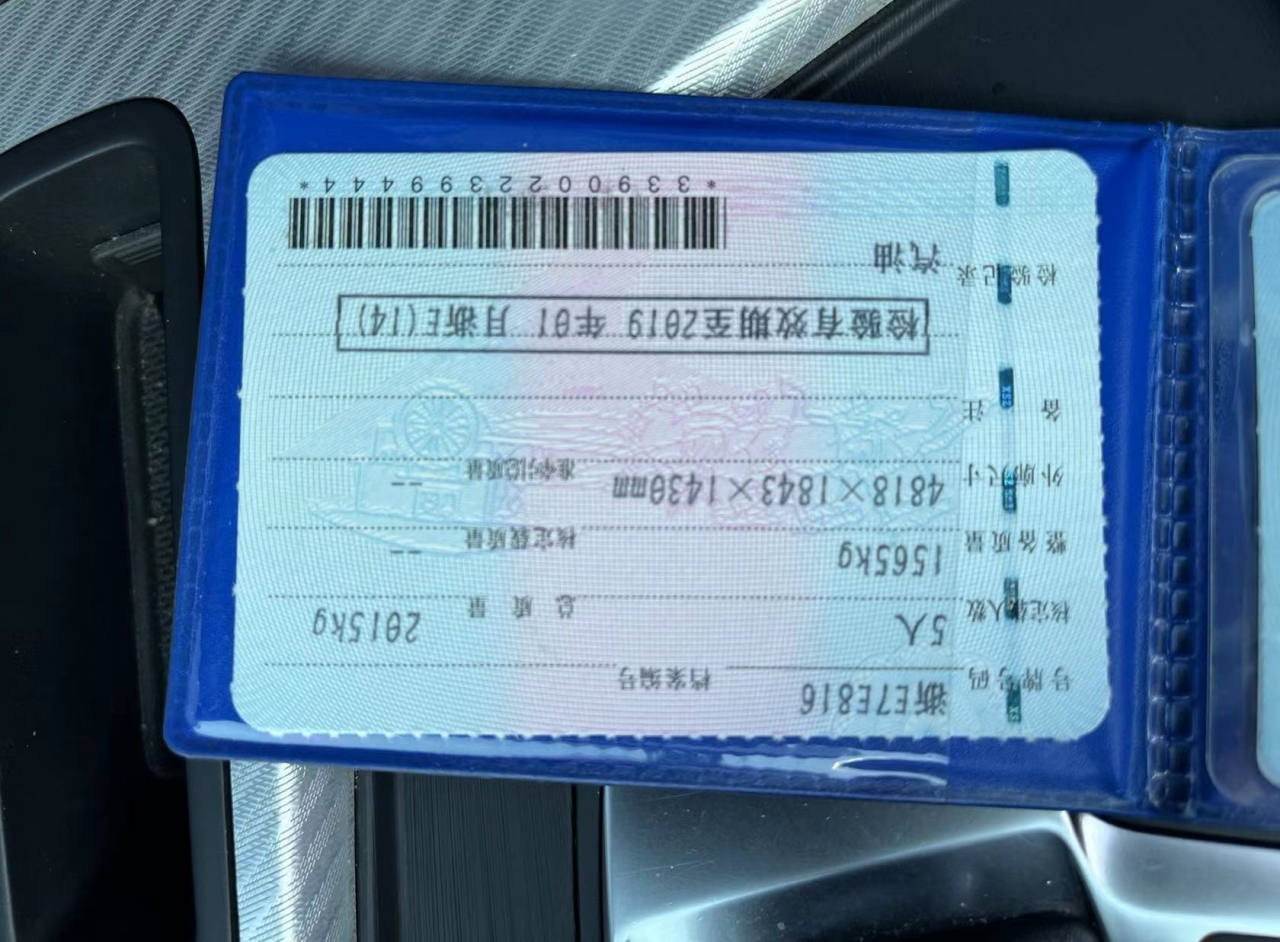 号牌号码 浙E7E816 档案编号
核定载人数 5人 总质量 2015kg
整备质量 1565kg 核定载质量 --
外廓尺寸 4818×1843×1430mm 准牵引总质量 --
备注
检验有效期至2019年01月浙E(14)
检验记录 汽油
*3390022399444*